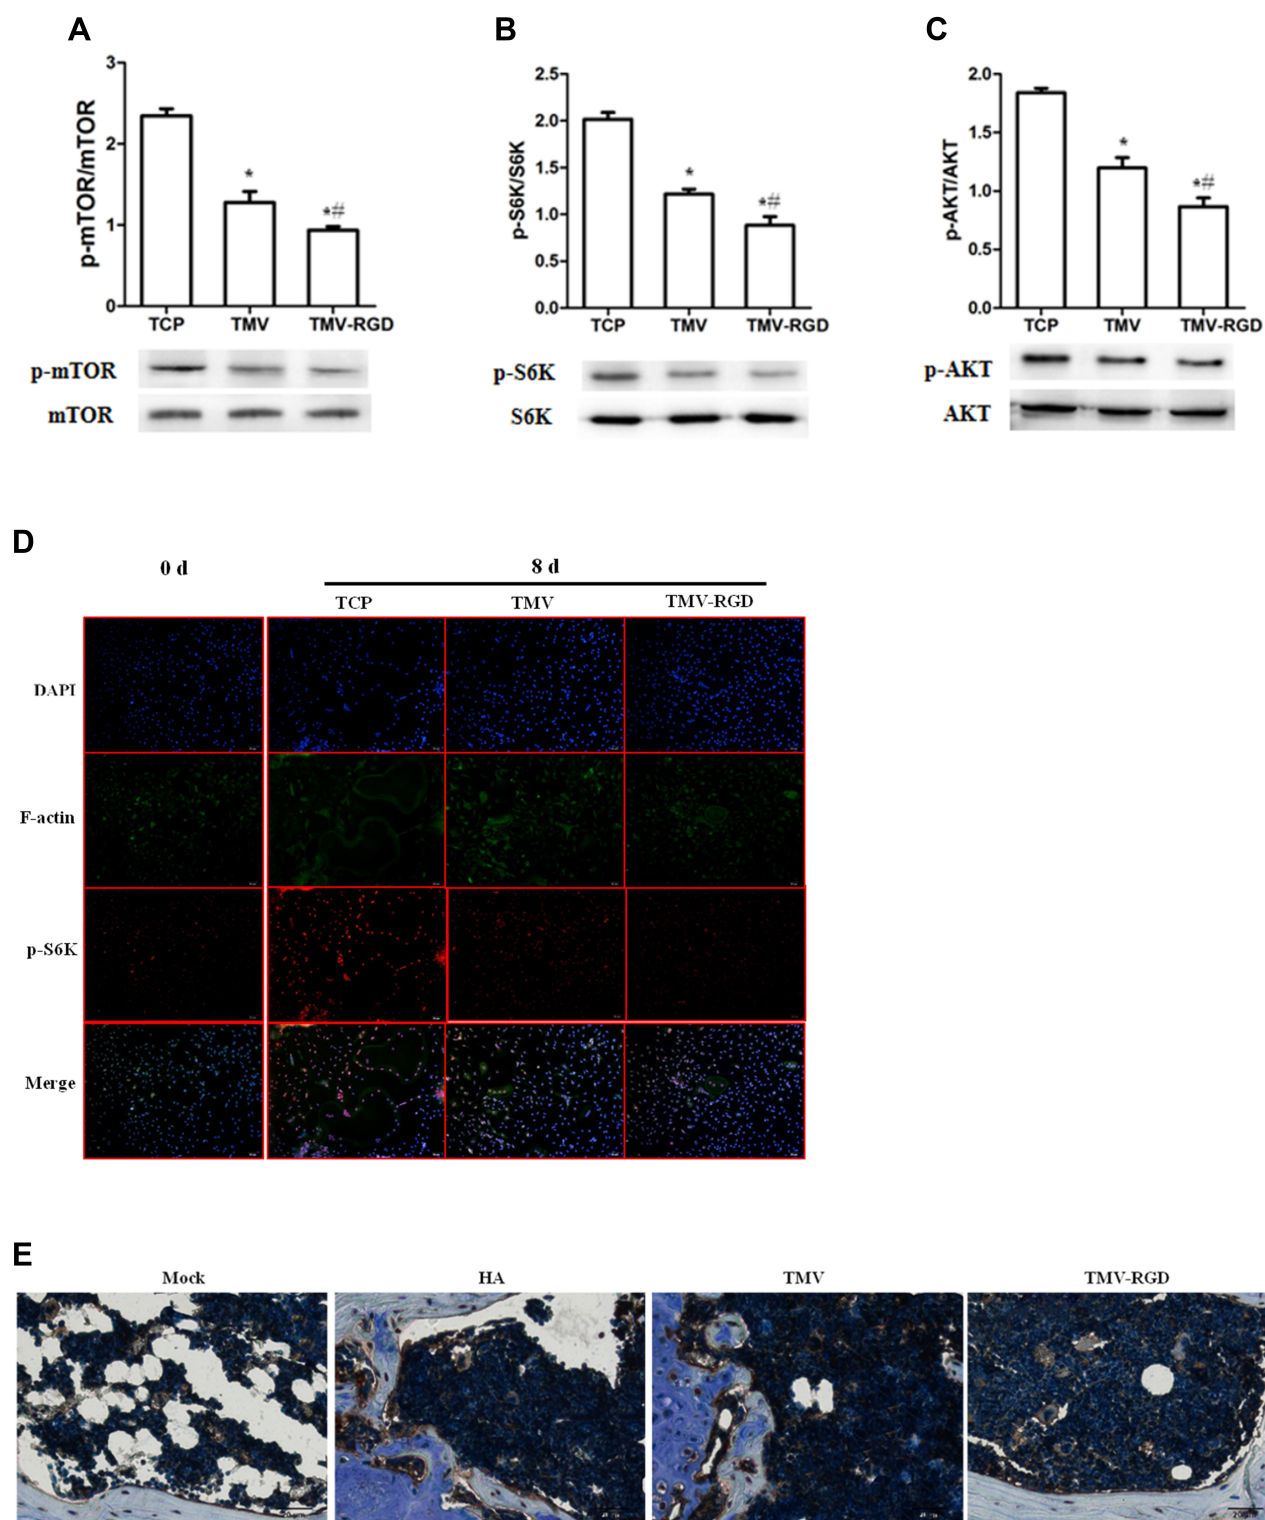 A
3
2
1
0
p-mTOR/mTOR
*
*#
TCP TMV TMV-RGD
p-mTOR
mTOR
B
2.5
2.0
1.5
1.0
0.5
0.0
p-S6K/S6K
*
*#
TCP TMV TMV-RGD
p-S6K
S6K
C
2.0
1.5
1.0
0.5
0.0
p-AKT/AKT
*
*#
TCP TMV TMV-RGD
p-AKT
AKT
D
0 d 8 d
TCP TMV TMV-RGD
DAPI
F-actin
p-S6K
Merge
E
Mock HA TMV TMV-RGD